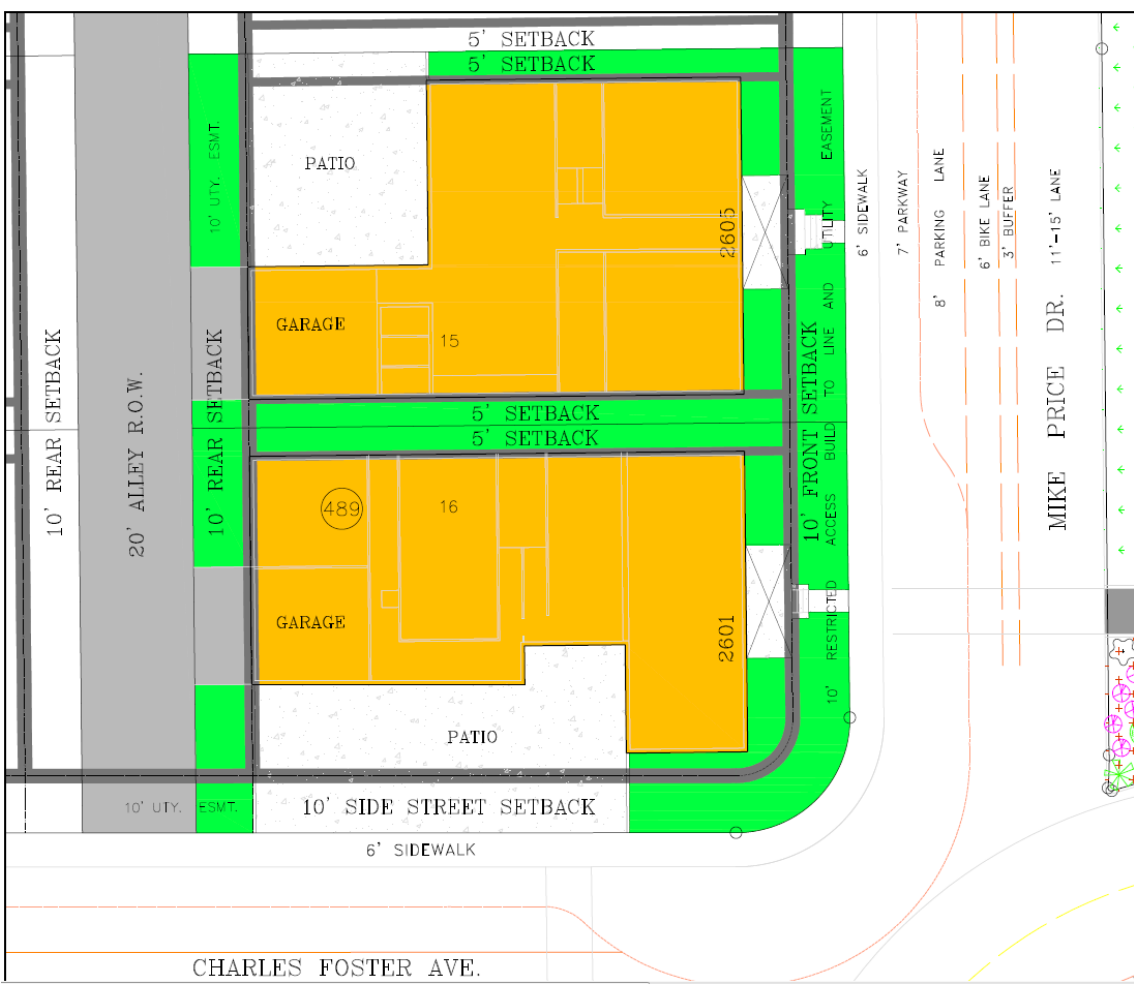 5' SETBACK
5' SETBACK
10' UTY. ESMT.
PATIO
GARAGE
15
2605
10' REAR SETBACK
20' ALLEY R.O.W.
10' REAR SETBACK
5' SETBACK
5' SETBACK
489
16
GARAGE
2601
PATIO
10' FRONT SETBACK
10' RESTRICTED ACCESS BUILD TO LINE AND UTILITY EASEMENT
6' SIDEWALK
7' PARKWAY
8' PARKING LANE
6' BIKE LANE
3' BUFFER
11'-15' LANE
MIKE PRICE DR.
10' UTY. ESMT.
10' SIDE STREET SETBACK
6' SIDEWALK
CHARLES FOSTER AVE.